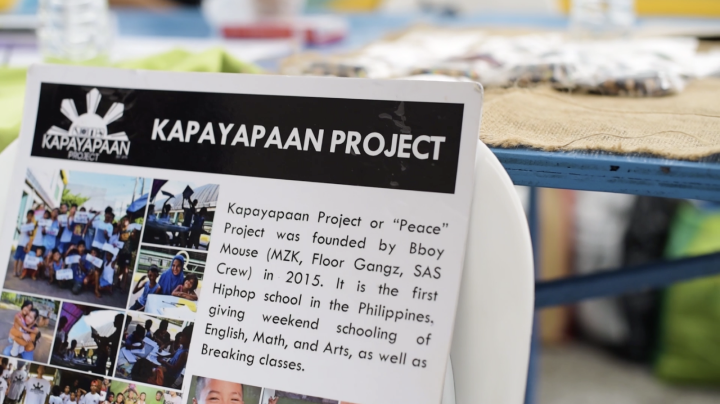 KAPAYAPAAN PROJECT
KAPAYAPAAN
PROJECT
Kapayapaan Project or “Peace”
Project was founded by Bboy
Mouse (MZK, Floor Gangz, SAS
Crew) in 2015. It is the first
Hiphop school in the Philippines,
giving weekend schooling of
English, Math, and Arts, as well as
Breaking classes.